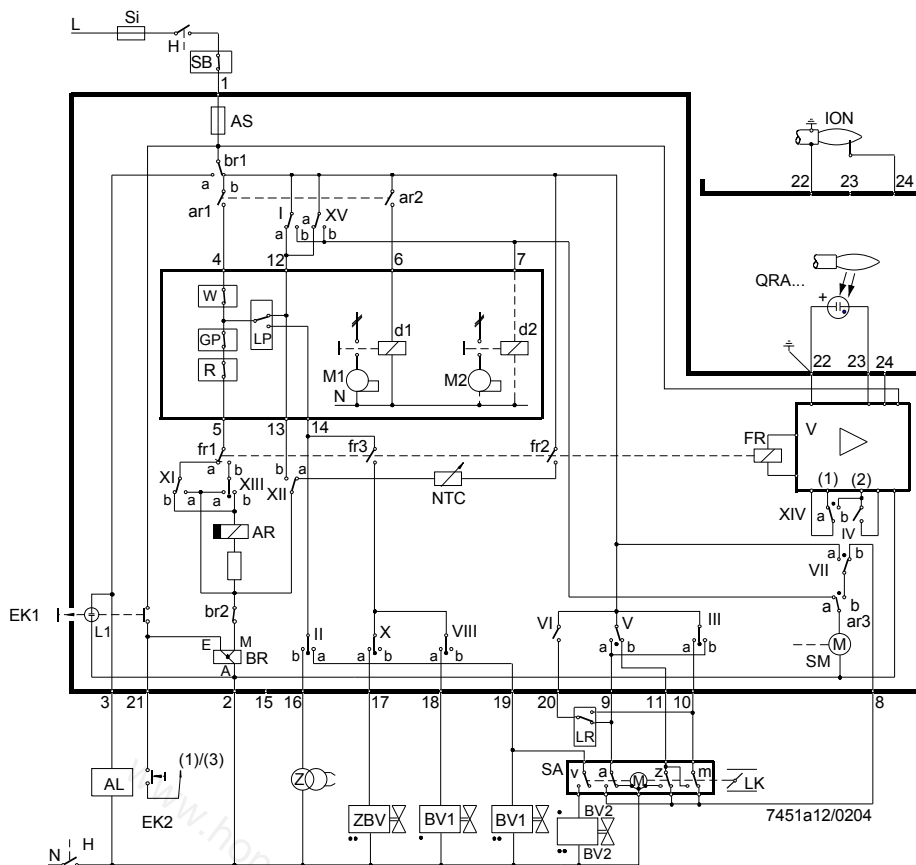 L Si
H
SB
1
AS
ION
br1
22 23 24
a b
ar1 ar2
I XV
a a b b
4 12 6 7
QRA...
+
W
LP
d1 d2
GP
R
M1 M2
N
22 23 24
5 13 14
V
FR
fr1 fr3 fr2
a b b a
XI XIII XII
b a a b
NTC
(1) (2)
XIV a b IV
AR
a b
VII
EK1
L1
br2
a b
ar3
VI V III
II X VIII
M
SM
E M
BR
A
b a a b a b a b a b
3 21 2 15 16 17 18 19 20 9 11 10 8
LR
(1)/(3)
SA v a M z m LK
AL
Z
EK2
ZBV BV1 BV1 BV2
BV2
7451a12/0204
N H
www.hon